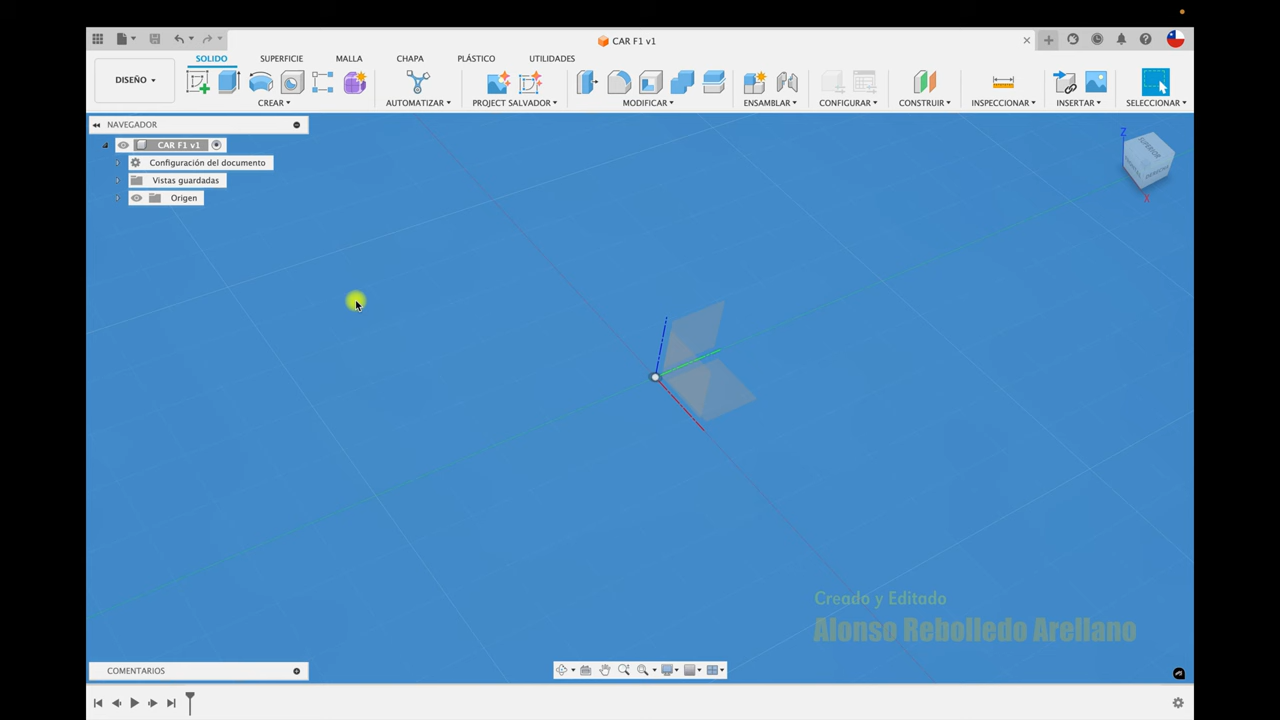 CAR F1 v1
DISEÑO
SOLIDO
SUPERFICIE
MALLA
CHAPA
PLÁSTICO
UTILIDADES
CREAR
AUTOMATIZAR
PROJECT SALVADOR
MODIFICAR
ENSAMBLAR
CONFIGURAR
CONSTRUIR
INSPECCIONAR
INSERTAR
SELECCIONAR
NAVEGADOR
CAR F1 v1
Configuración del documento
Vistas guardadas
Origen
Z
SUPERIOR
X
Creado y Editado
Alonso Rebolledo Arellano
COMENTARIOS